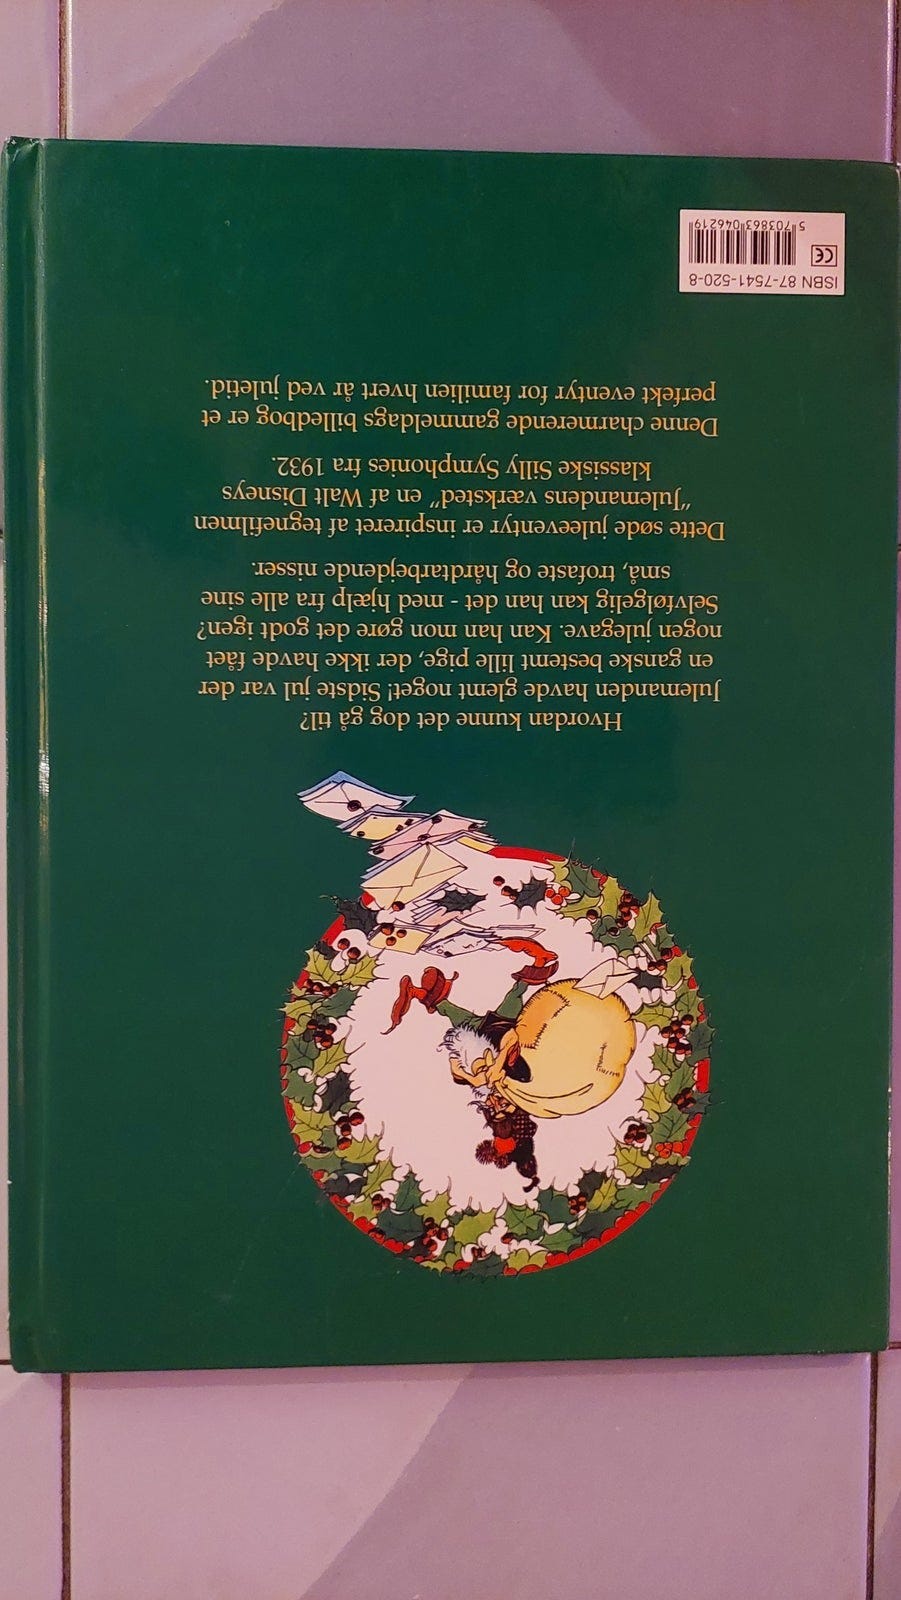 Hvordan kunne det dog gå til?
Julemanden havde glemt noget! Sidste jul var der
en ganske bestemt lille pige, der ikke havde fået
nogen julegave. Kan han mon gøre det godt igen?
Selvfølgelig kan han det - med hjælp fra alle sine
små, trofaste og hårdtarbejdende nisser.
Dette søde juleeventyr er inspireret af tegnefilmen
"Julemandens værksted" en af Walt Disneys
klassiske Silly Symphonies fra 1932.
Denne charmerende gammeldags billedbog er et
perfekt eventyr for familien hvert år ved juletid.
ISBN 87-7541-520-8
CE
5 703863 046219